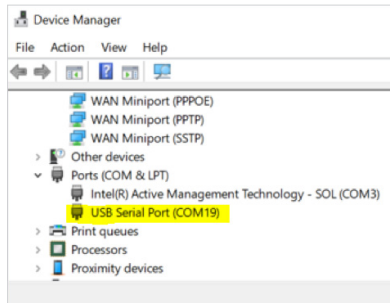 Device Manager
File Action View Help
WAN Miniport (PPPOE)
WAN Miniport (PPTP)
WAN Miniport (SSTP)
Other devices
Ports (COM & LPT)
Intel(R) Active Management Technology - SOL (COM3)
USB Serial Port (COM19)
Print queues
Processors
Proximity devices